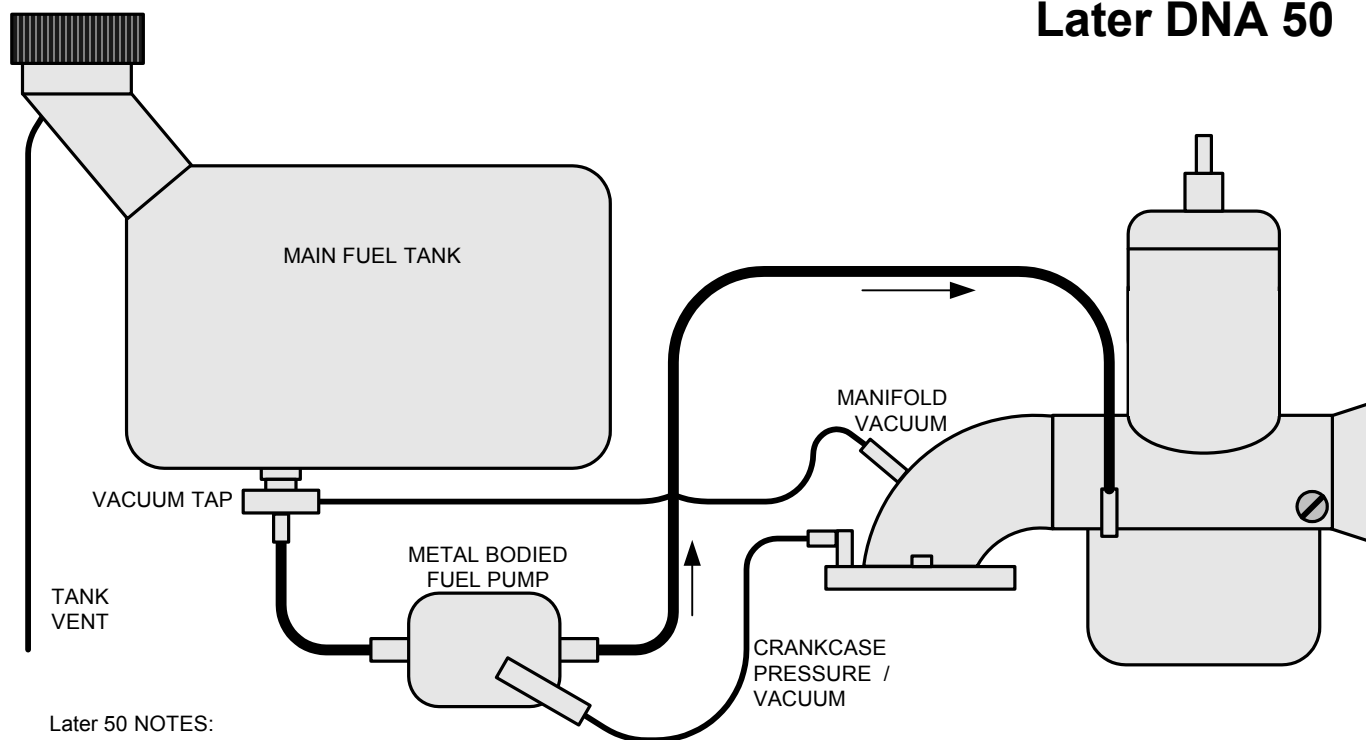 Later DNA 50
MAIN FUEL TANK
MANIFOLD
VACUUM
VACUUM TAP
METAL BODIED
FUEL PUMP
TANK
VENT
CRANKCASE
PRESSURE /
VACUUM
Later 50 NOTES: